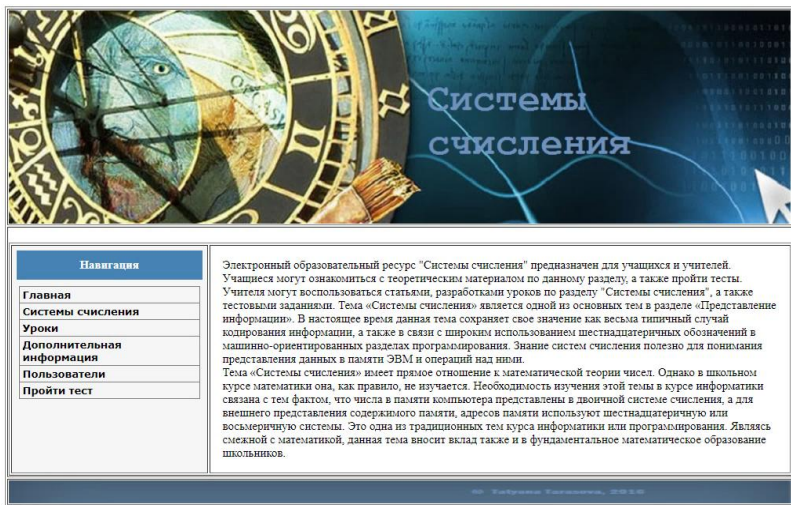 Системы
счисления
Навигация
Главная
Системы счисления
Уроки
Дополнительная
информация
Пользователи
Пройти тест
Электронный образовательный ресурс "Системы счисления" предназначен для учащихся и учителей.
Учащиеся могут ознакомиться с теоретическим материалом по данному разделу, а также пройти тесты.
Учителя могут воспользоваться статьями, разработками уроков по разделу "Системы счисления", а также
тестовыми заданиями. Тема «Системы счисления» является одной из основных тем в разделе «Представление
информации». В настоящее время данная тема сохраняет свое значение как весьма типичный случай
кодирования информации, а также в связи с широким использованием шестнадцатеричных обозначений в
машинно-ориентированных разделах программирования. Знание систем счисления полезно для понимания
представления данных в памяти ЭВМ и операций над ними.
Тема «Системы счисления» имеет прямое отношение к математической теории чисел. Однако в школьном
курсе математики она, как правило, не изучается. Необходимость изучения этой темы в курсе информатики
связана с тем фактом, что числа в памяти компьютера представлены в двоичной системе счисления, а для
внешнего представления содержимого памяти, адресов памяти используют шестнадцатеричную или
восьмеричную системы. Это одна из традиционных тем курса информатики или программирования. Являясь
смежной с математикой, данная тема вносит вклад также и в фундаментальное математическое образование
школьников.